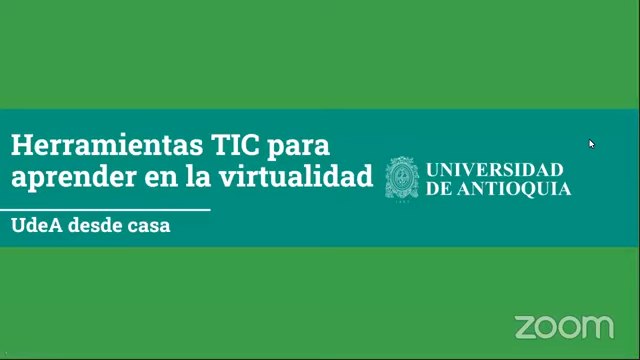 Herramientas TIC para
aprender en la virtualidad
UdeA desde casa
UNIVERSIDAD
DE ANTIOQUIA
zoom